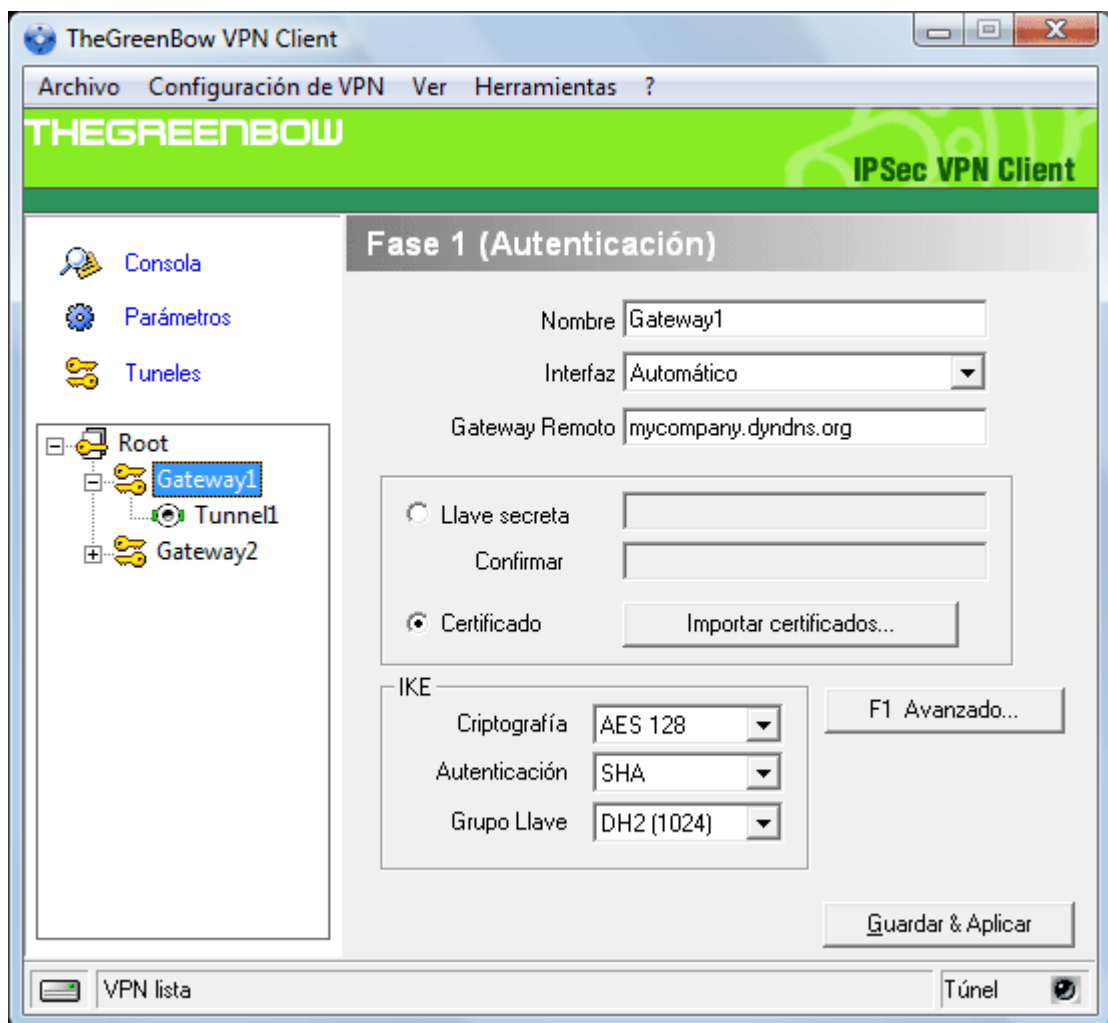 TheGreenBow VPN Client
Archivo Configuración de VPN Ver Herramientas ?
THEGREENBOW
IPSec VPN Client
Consola
Parámetros
Tuneles
Root
Gateway1
Tunnel1
Gateway2
Fase 1 (Autenticación)
Nombre Gateway1
Interfaz Automático
Gateway Remoto mycompany.dyndns.org
Llave secreta
Confirmar
Certificado Importar certificados...
IKE
Criptografía AES 128
Autenticación SHA
Grupo Llave DH2 (1024)
F1 Avanzado...
Guardar & Aplicar
VPN lista Túnel